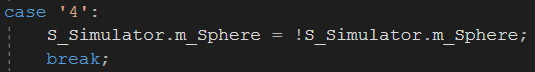 case '4':
    S_Simulator.m_Sphere = !S_Simulator.m_Sphere;
    break;